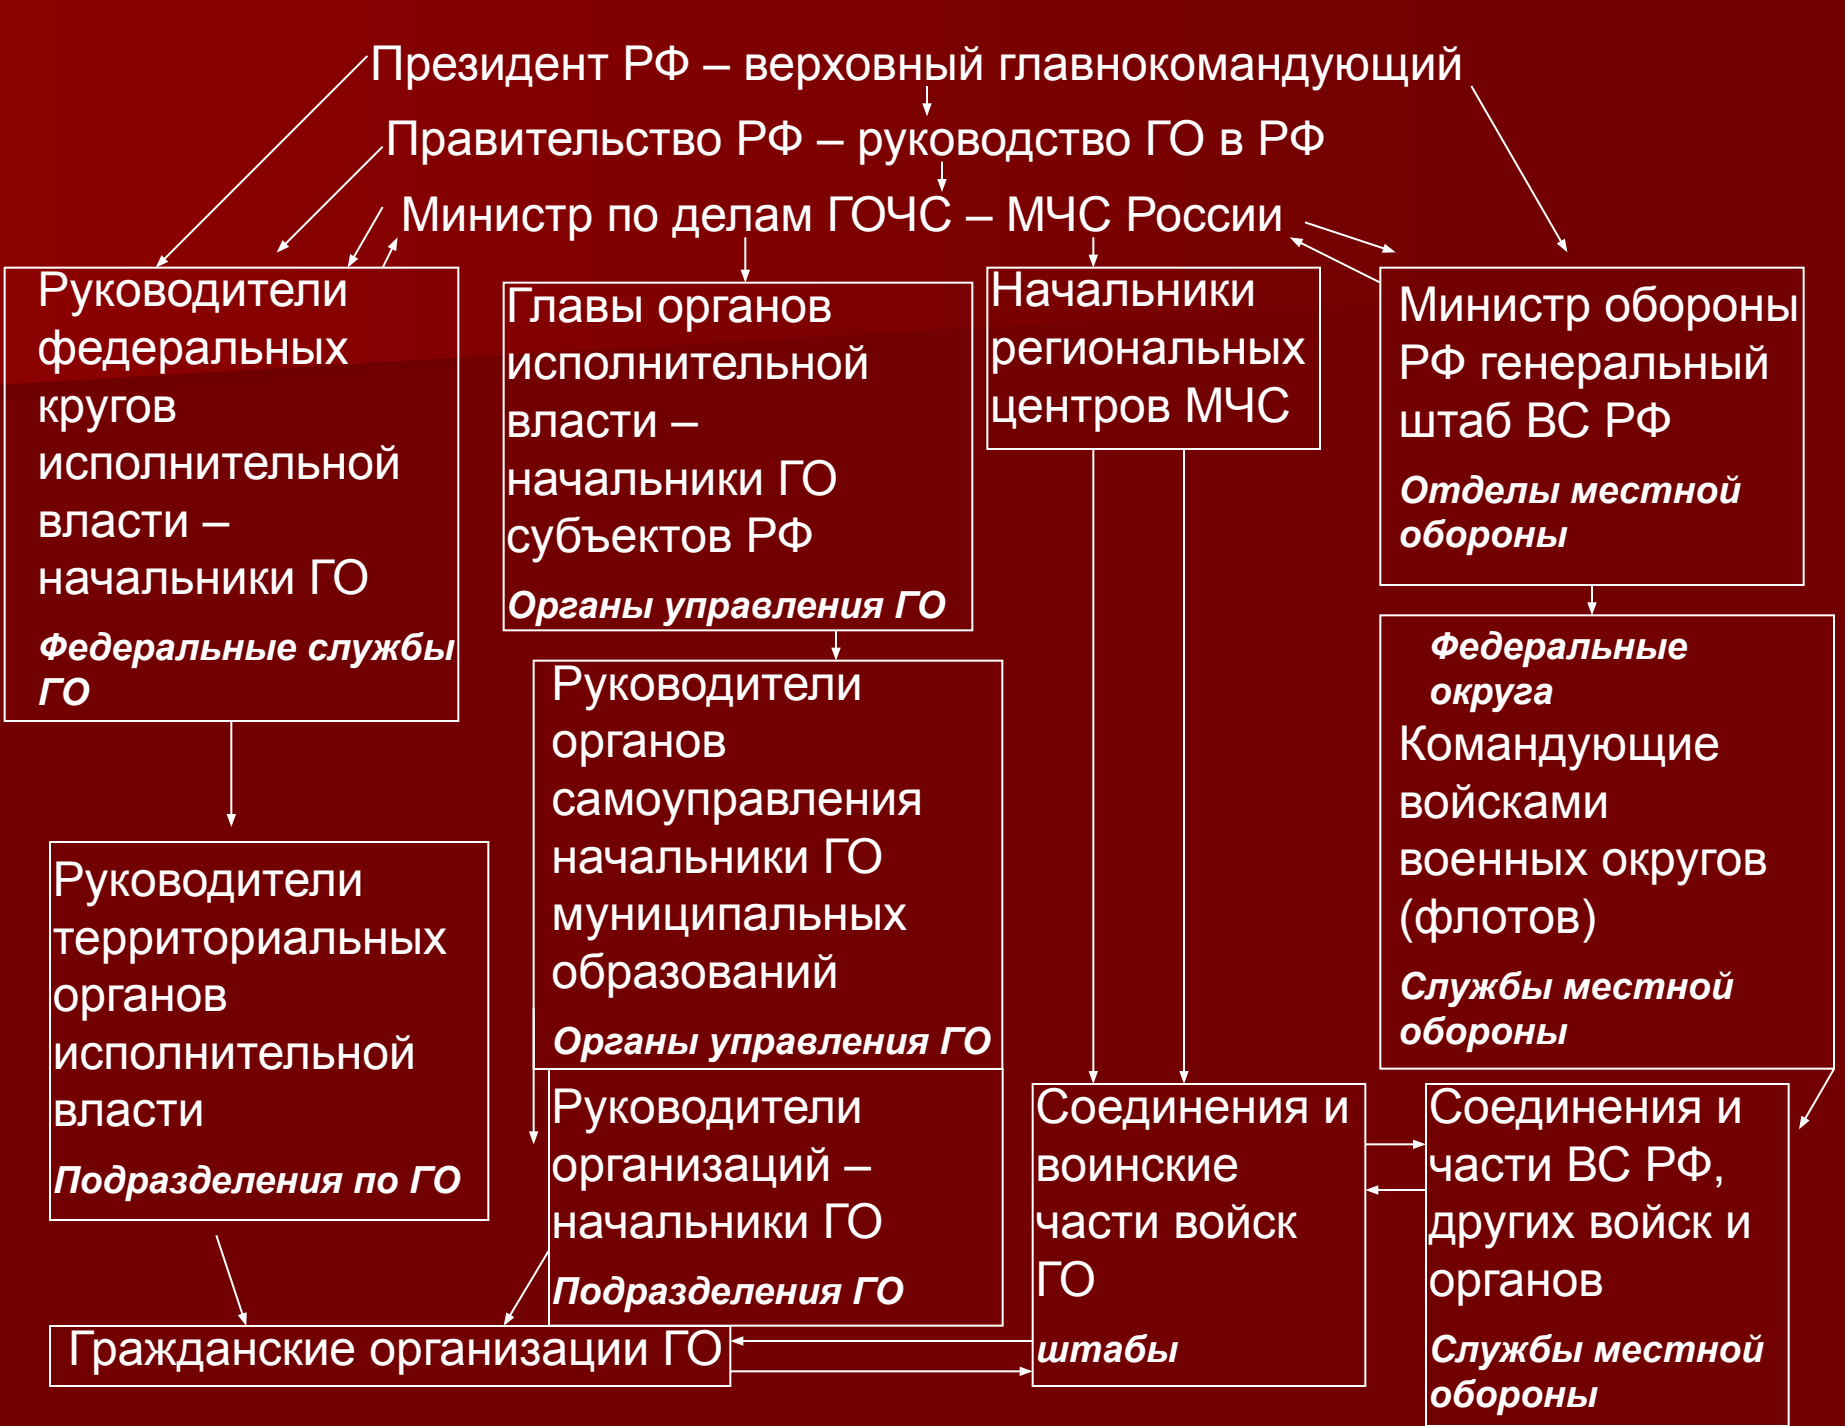 Президент РФ – верховный главнокомандующий
Правительство РФ – руководство ГО в РФ
Министр по делам ГОЧС – МЧС России
Руководители
федеральных
кругов
исполнительной
власти –
начальники ГО
Федеральные службы
ГО
Главы органов
исполнительной
власти –
начальники ГО
субъектов РФ
Органы управления ГО
Начальники
региональных
центров МЧС
Министр обороны
РФ генеральный
штаб ВС РФ
Отделы местной
обороны
Федеральные
округа
Командующие
войсками
военных округов
(флотов)
Службы местной
обороны
Руководители
органов
самоуправления
начальники ГО
муниципальных
образований
Органы управления ГО
Руководители
территориальных
органов
исполнительной
власти
Подразделения по ГО
Руководители
организаций –
начальники ГО
Подразделения ГО
Соединения и
воинские
части войск
ГО
штабы
Соединения и
части ВС РФ,
других войск и
органов
Службы местной
обороны
Гражданские организации ГО